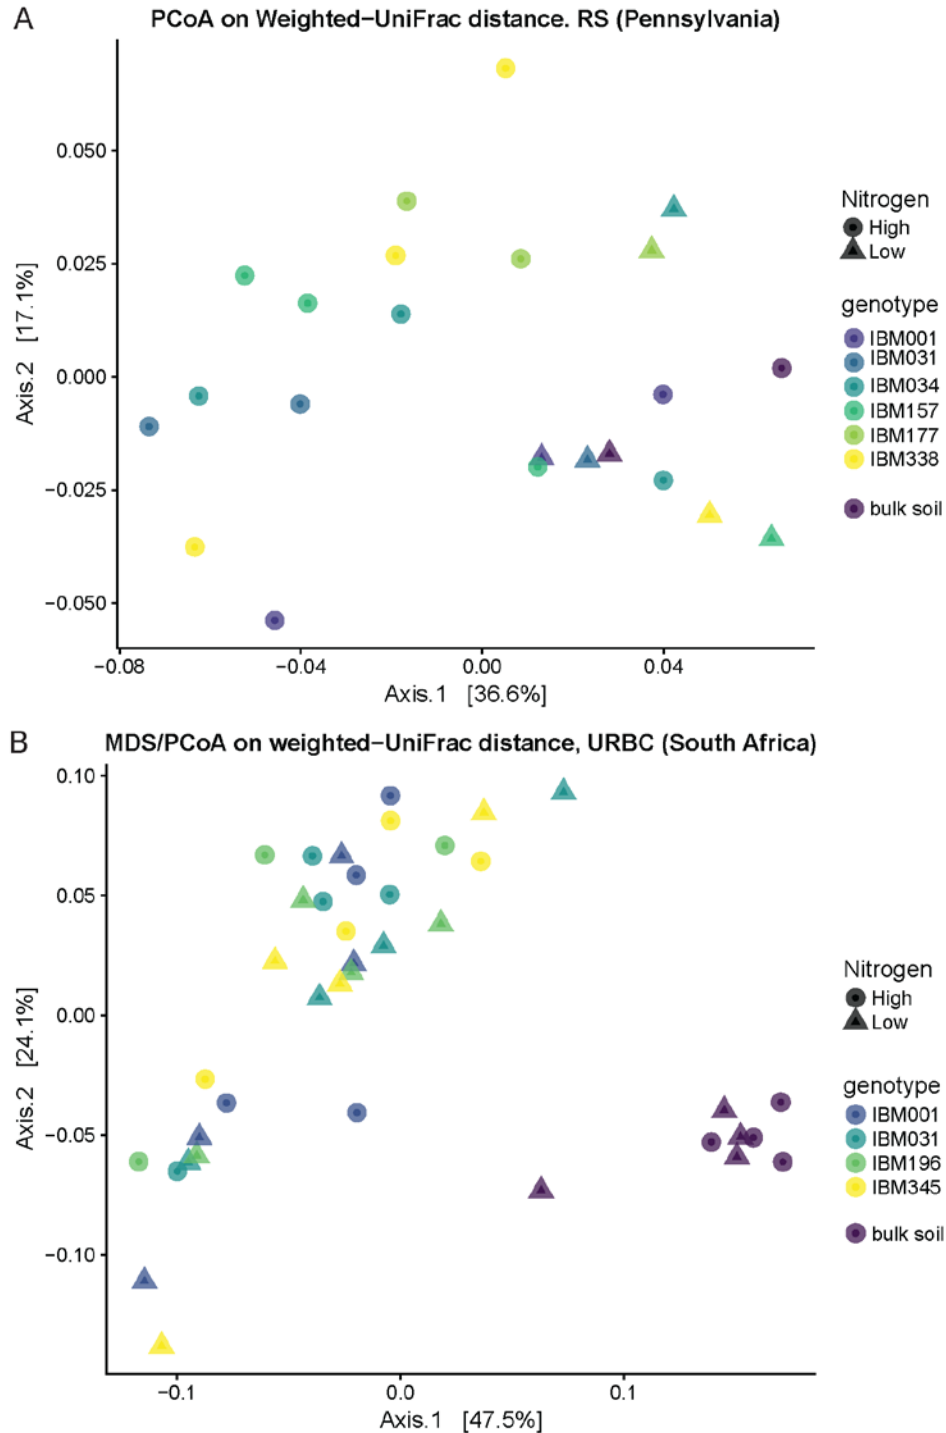 A
PCoA on Weighted−UniFrac distance. RS (Pennsylvania)
0.050
0.025
0.000
−0.025
−0.050
Axis.2 [17.1%]
−0.08
−0.04
0.00
0.04
Axis.1 [36.6%]
Nitrogen
High
Low
genotype
IBM001
IBM031
IBM034
IBM157
IBM177
IBM338
bulk soil
B
MDS/PCoA on weighted−UniFrac distance, URBC (South Africa)
0.10
0.05
0.00
−0.05
−0.10
Axis.2 [24.1%]
−0.1
0.0
0.1
Axis.1 [47.5%]
Nitrogen
High
Low
genotype
IBM001
IBM031
IBM196
IBM345
bulk soil